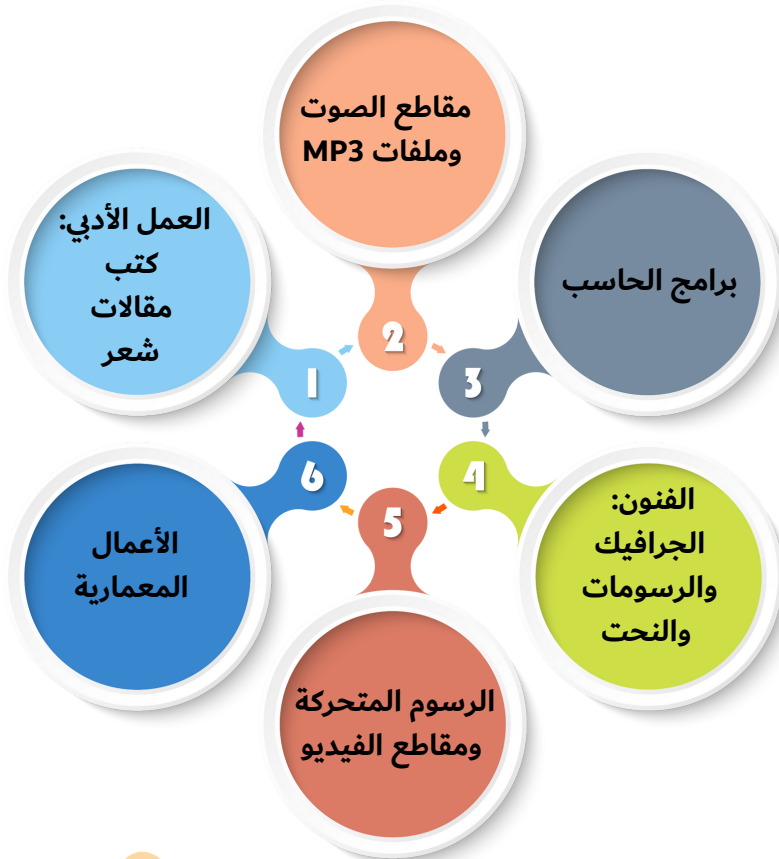 العمل الأدبي:
كتب
مقالات
شعر
1
مقاطع الصوت
وملفات MP3
2
برامج الحاسب
3
الفنون:
الجرافيك
والرسومات
والنحت
4
الرسوم المتحركة
ومقاطع الفيديو
5
الأعمال
المعمارية
6